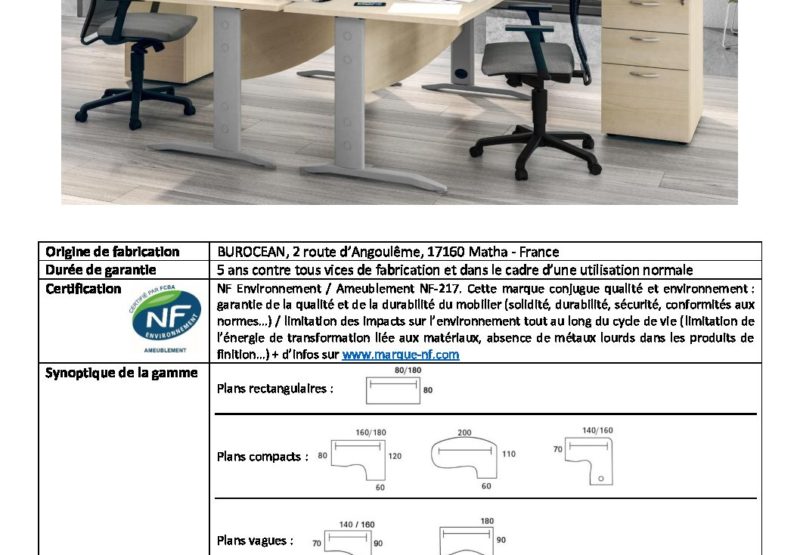 Origine de fabrication
BUROCEAN, 2 route d’Angoulême, 17160 Matha - France
Durée de garantie
5 ans contre tous vices de fabrication et dans le cadre d’une utilisation normale
Certification
CERTIFIÉ PAR FCBA
NF
ENVIRONNEMENT
AMEUBLEMENT
NF Environnement / Ameublement NF-217. Cette marque conjugue qualité et environnement :
garantie de la qualité et de la durabilité du mobilier (solidité, durabilité, sécurité, conformités aux
normes...) / limitation des impacts sur l’environnement tout au long du cycle de vie (limitation de
l’énergie de transformation liée aux matériaux, absence de métaux lourds dans les produits de
finition...) + d’infos sur www.marque-nf.com
Synoptique de la gamme
80/180
Plans rectangulaires :
80
160/180
200
140/160
Plans compacts :
80
120
110
70
60
60
140 / 160
180
Plans vagues :
70
90
90